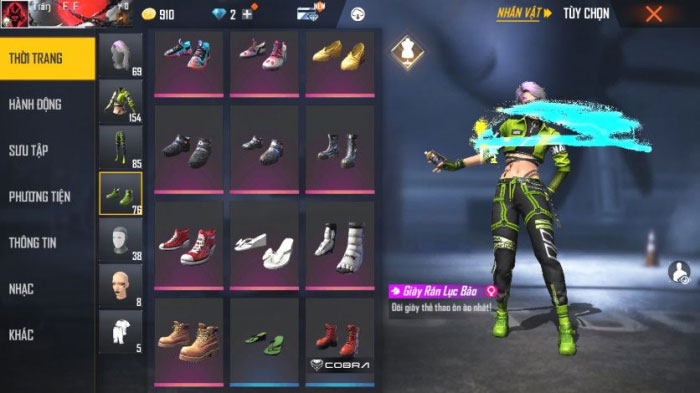 910
2
NEW
NHÂN VẬT
TÙY CHỌN
THỜI TRANG
HÀNH ĐỘNG
SƯU TẬP
PHƯƠNG TIỆN
THÔNG TIN
NHẠC
KHÁC
69
154
85
76
38
8
5
COBRA
Giày Rắn Lục Bảo
Đôi giày thể thao ồn ào nhất!